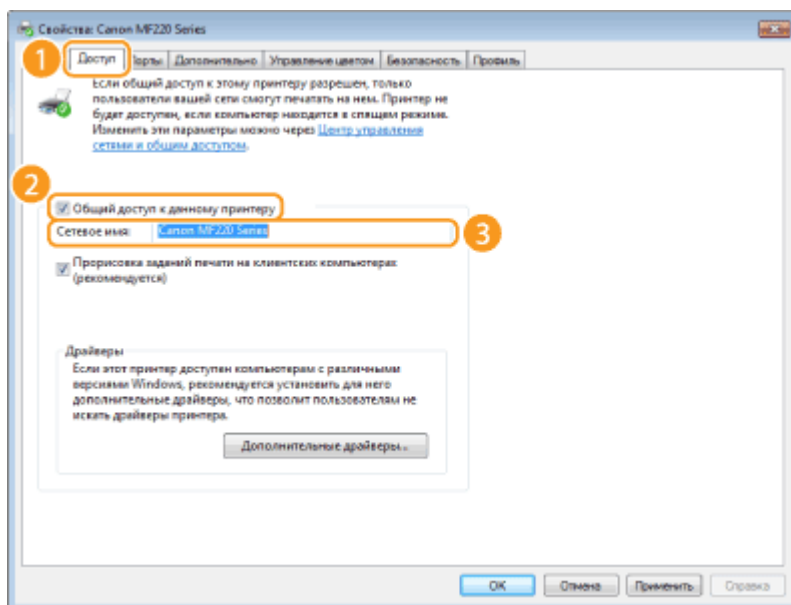 Свойства: Canon MF220 Series
1
Доступ Порты Дополнительно Управление цветом Безопасность Профиль
Если общий доступ к этому принтеру разрешен, только
пользователи вашей сети смогут печатать на нем. Принтер не
будет доступен, если компьютер находится в спящем режиме.
Изменить эти параметры можно через Центр управления
сетями и общим доступом.
2
Общий доступ к данному принтеру
Сетевое имя: Canon MF220 Series
3
Прорисовка заданий печати на клиентских компьютерах
(рекомендуется)
Драйверы
Если этот принтер доступен компьютерам с различными
версиями Windows, рекомендуется установить для него
дополнительные драйверы, что позволит пользователям не
искать драйверы принтера.
Дополнительные драйверы...
OK Отмена Применить Справка